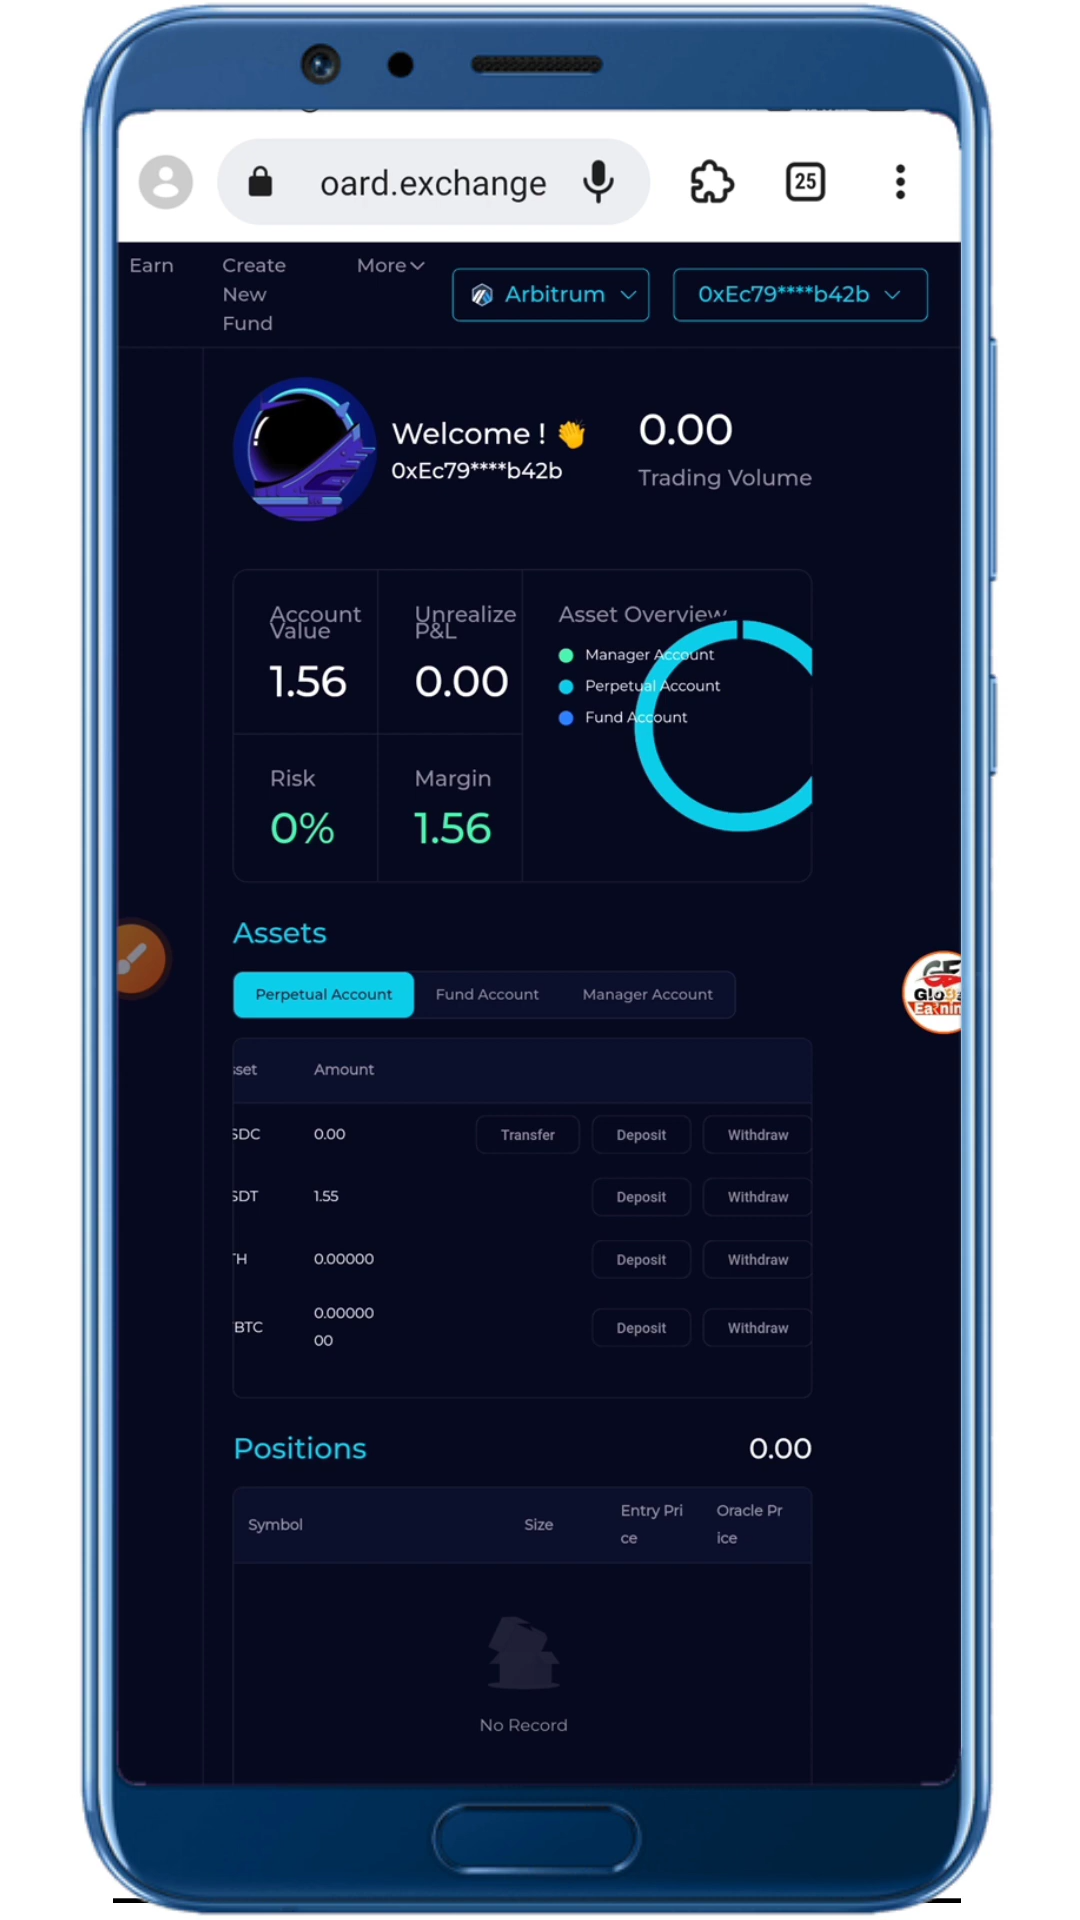 oard.exchange
25
Earn
Create
New
Fund
More
Arbitrum
0xEc79****b42b
Welcome ! 👋
0xEc79****b42b
0.00
Trading Volume
Account
Value
1.56
Unrealize
P&L
0.00
Asset Overview
Manager Account
Perpetual Account
Fund Account
Risk
0%
Margin
1.56
Assets
Perpetual Account
Fund Account
Manager Account
sset
Amount
SDC
0.00
Transfer
Deposit
Withdraw
SDT
1.55
Deposit
Withdraw
TH
0.00000
Deposit
Withdraw
BTC
0.00000
00
Deposit
Withdraw
Positions
0.00
Symbol
Size
Entry Pri
ce
Oracle Pr
ice
No Record